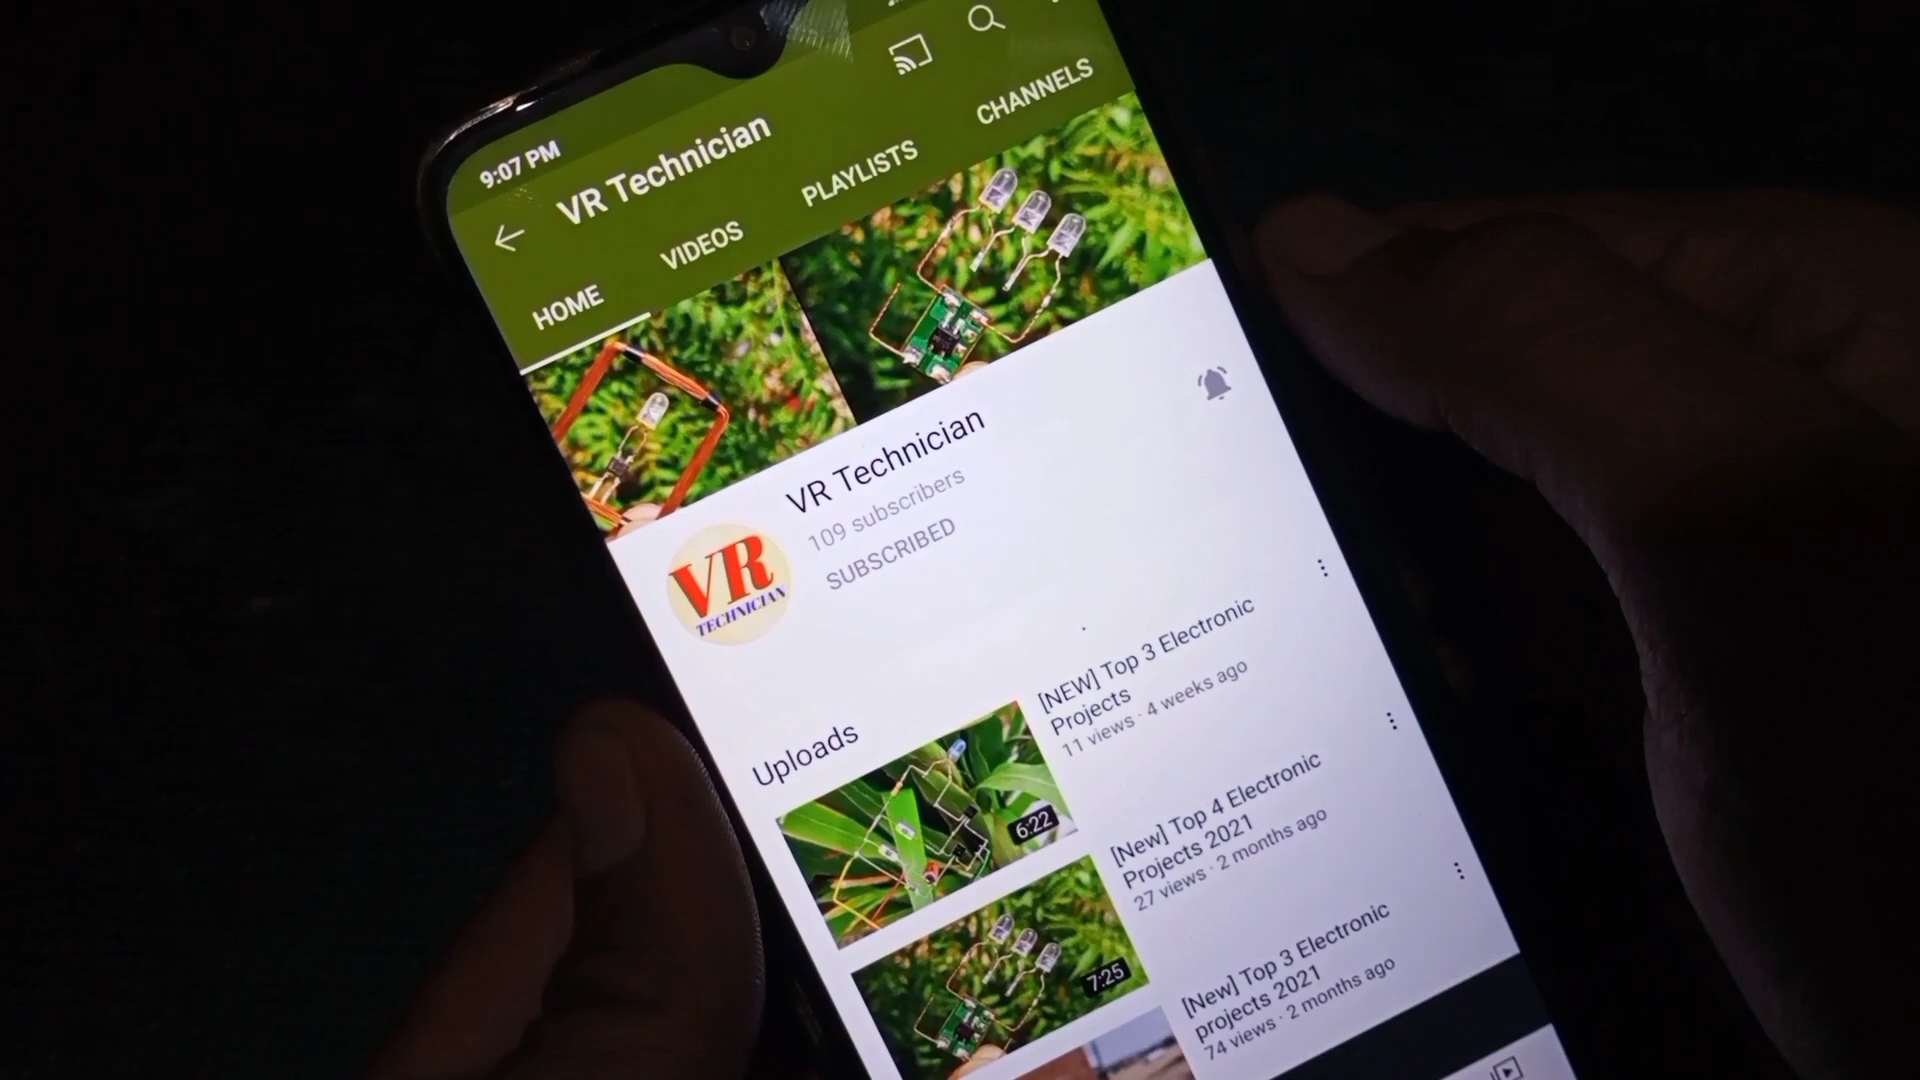 9:07 PM
VR Technician
HOME
VIDEOS
PLAYLISTS
CHANNELS
VR Technician
109 subscribers
SUBSCRIBED
VR
TECHNICIAN
Uploads
6:22
[NEW] Top 3 Electronic
Projects
11 views · 4 weeks ago
7:25
[New] Top 4 Electronic
Projects 2021
27 views · 2 months ago
[New] Top 3 Electronic
projects 2021
74 views · 2 months ago